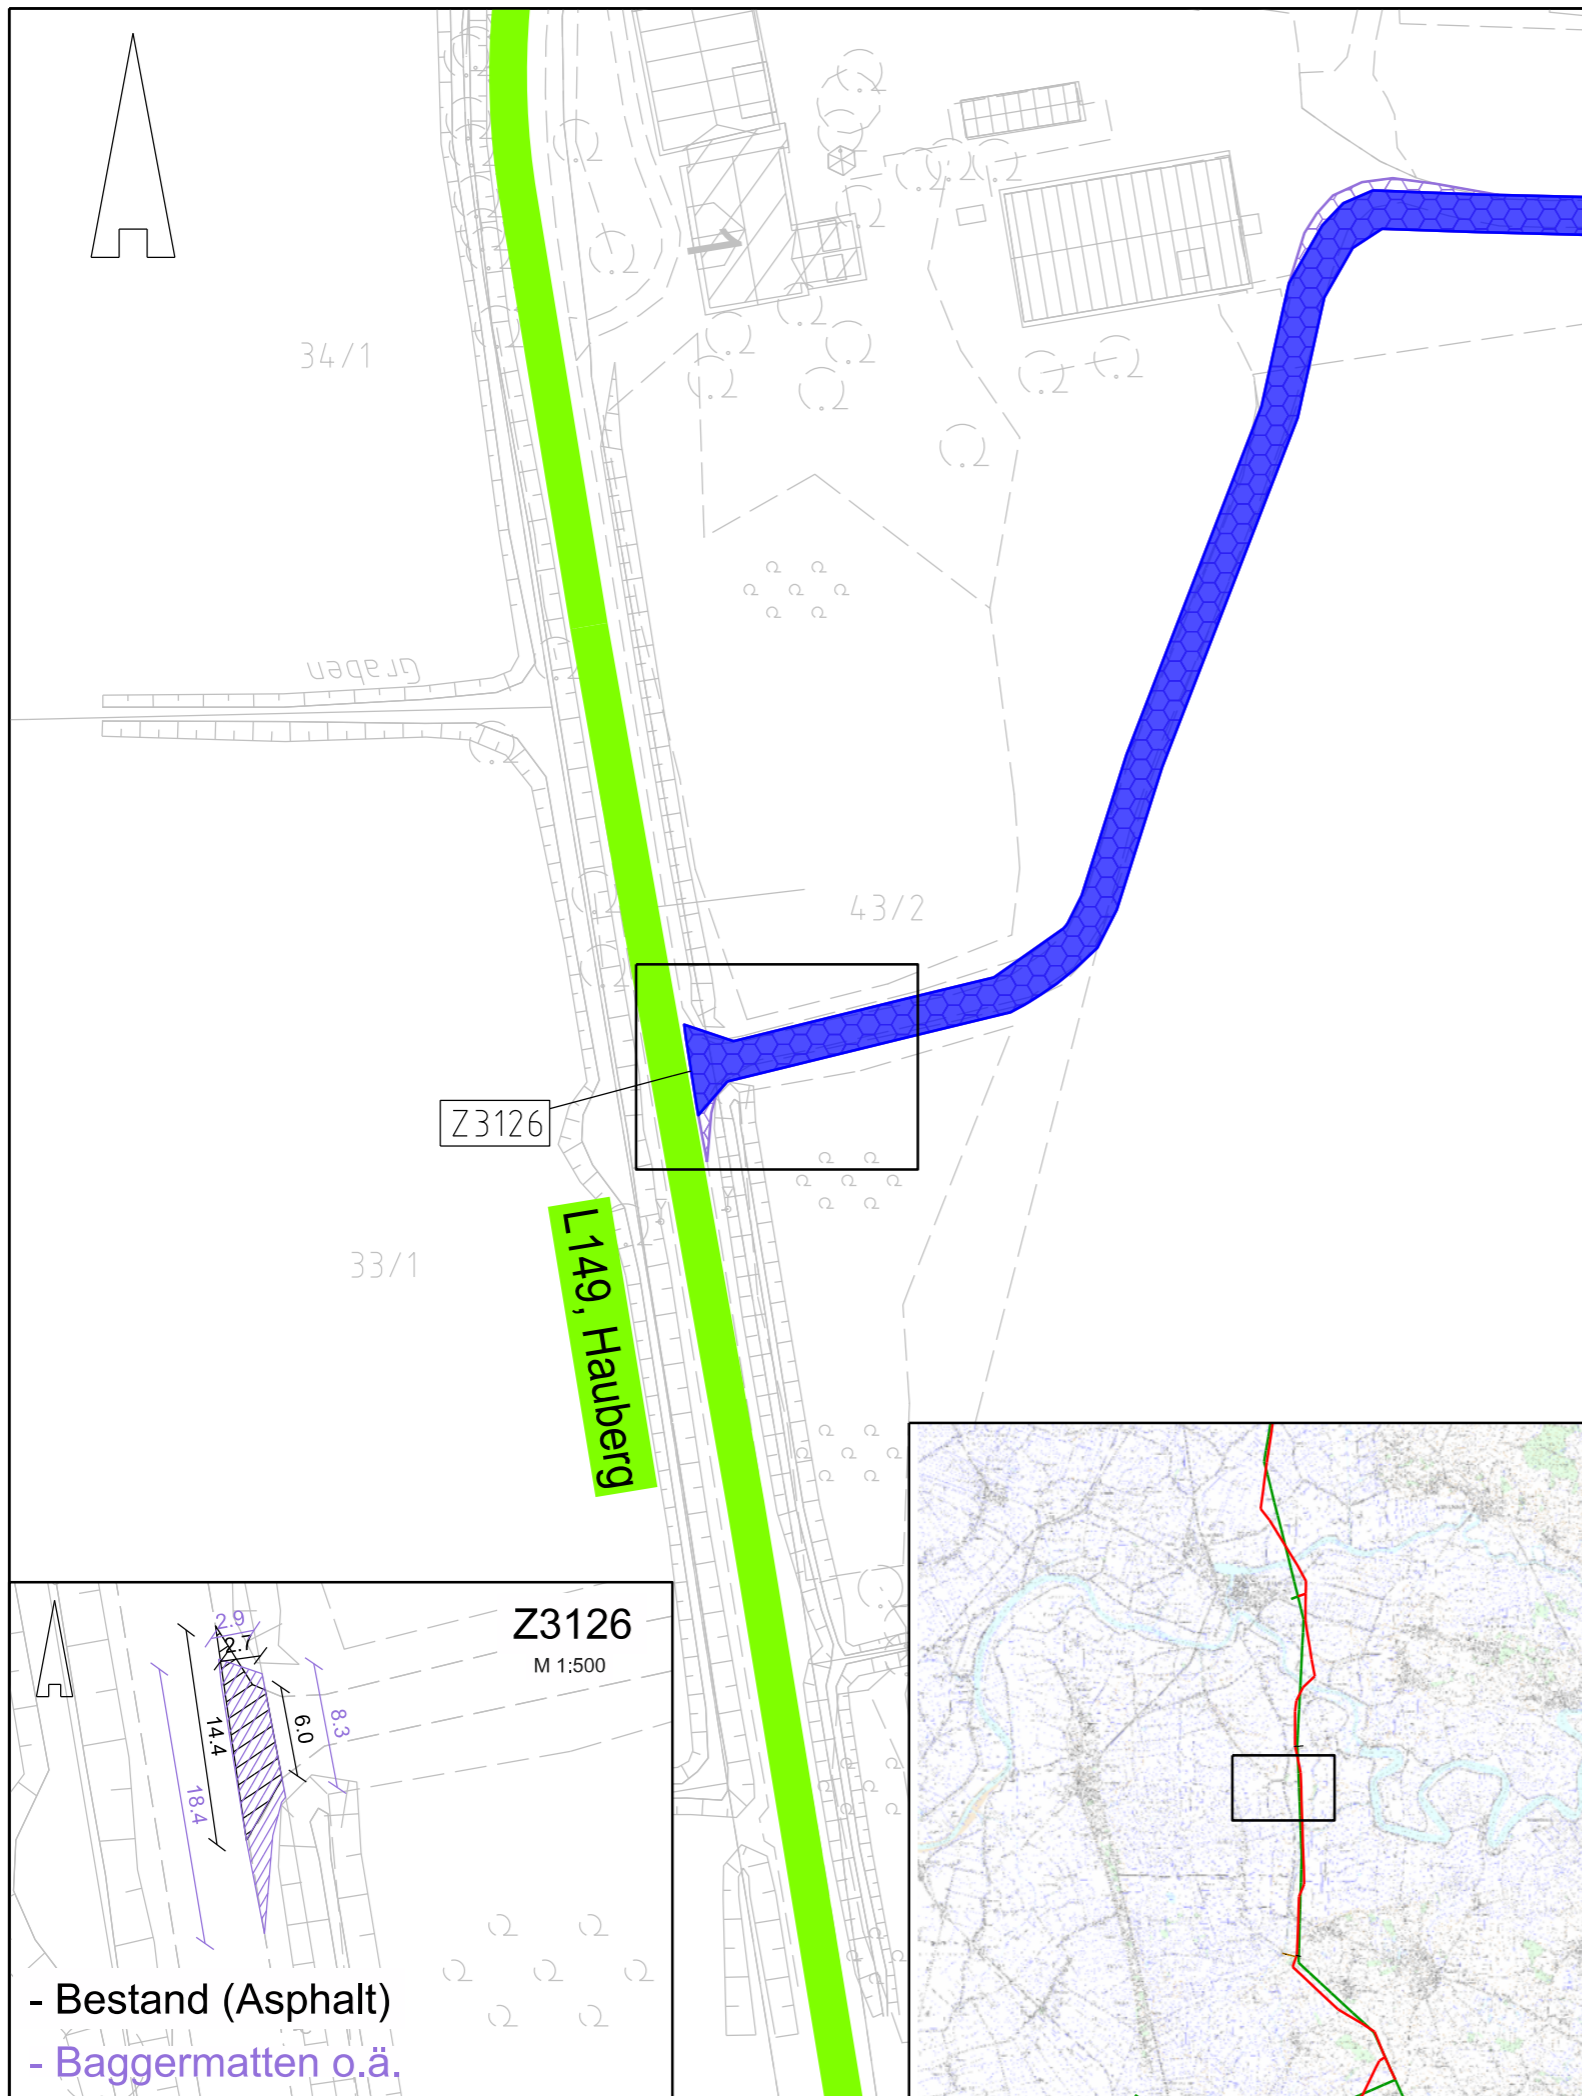 1
34/1
Graben
43/2
Z3126
33/1
L149, Hauberg
Z3126
M 1:500
2.9
2.7
14.4
6.0
8.3
18.4
- Bestand (Asphalt)
- Baggermatten o.ä.